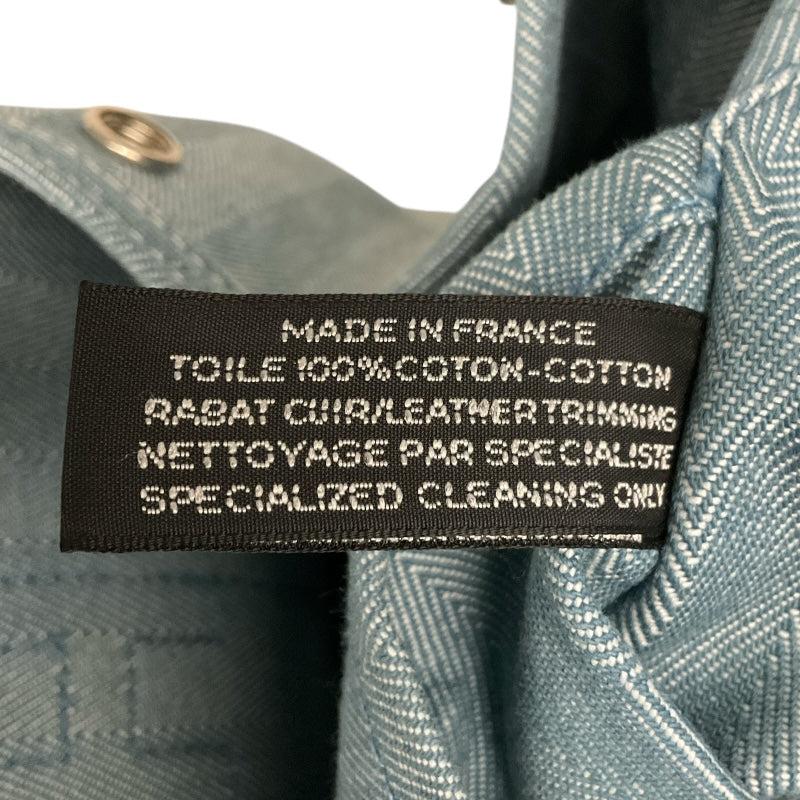 MADE IN FRANCE
TOILE 100% COTON-COTTON
RABAT CUIR/LEATHER TRIMMING
NETTOYAGE PAR SPECIALISTE
SPECIALIZED CLEANING ONLY